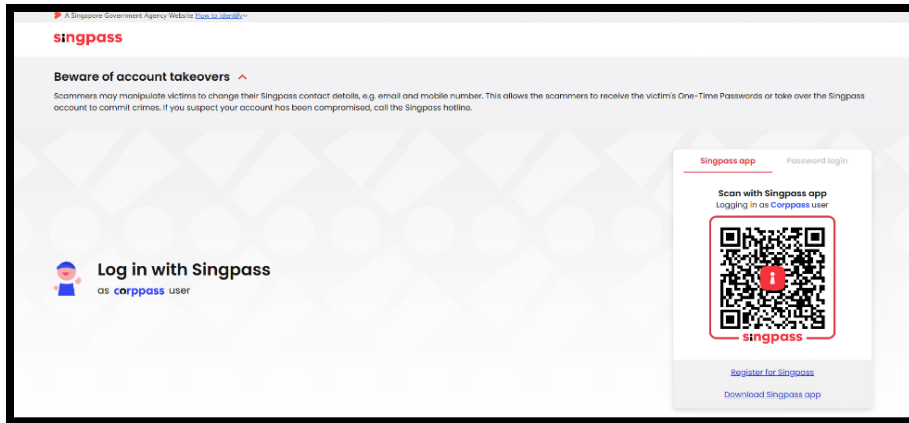 A Singapore Government Agency Website How to identify
singpass
Beware of account takeovers
Scammers may manipulate victims to change their Singpass contact details, e.g. email and mobile number. This allows the scammers to receive the victim's One-Time Passwords or take over the Singpass
account to commit crimes. If you suspect your account has been compromised, call the Singpass hotline.
Singpass app Password login
Scan with Singpass app
Logging in as Corppass user
Log in with Singpass
as corppass user
singpass
Register for Singpass
Download Singpass app